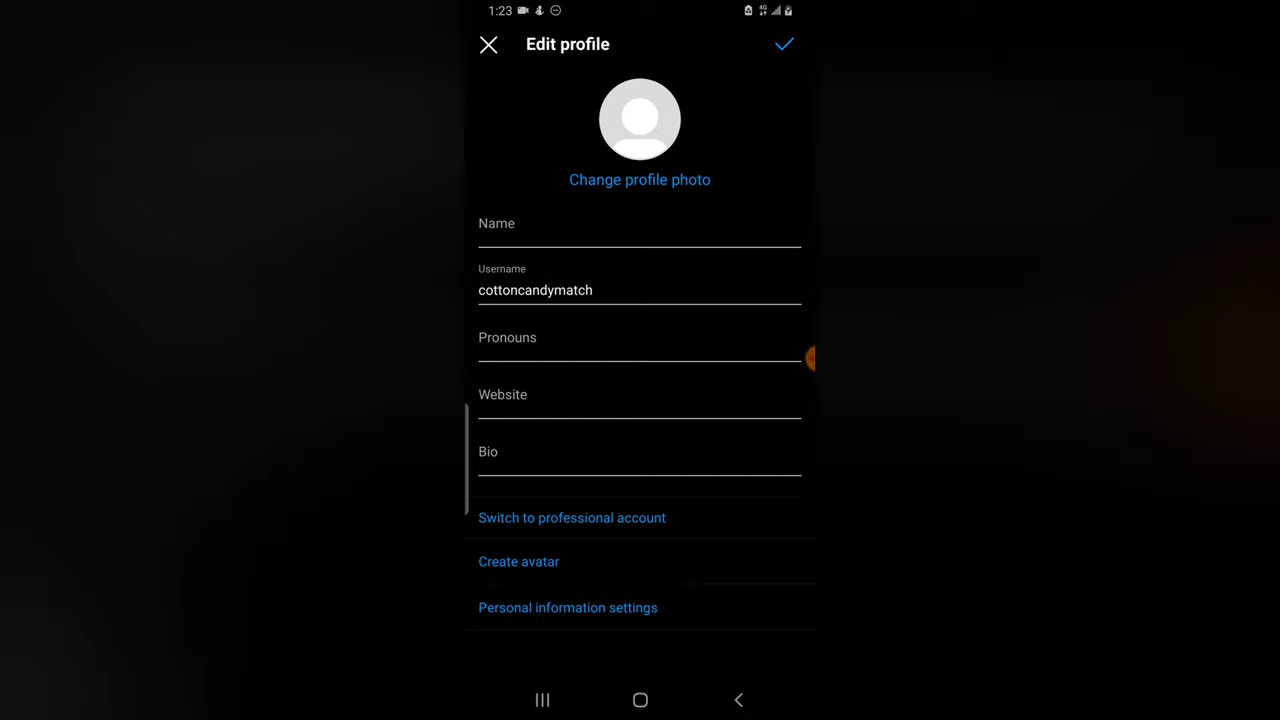 1:23
4G
Edit profile
Change profile photo
Name
Username
cottoncandymatch
Pronouns
Website
Bio
Switch to professional account
Create avatar
Personal information settings